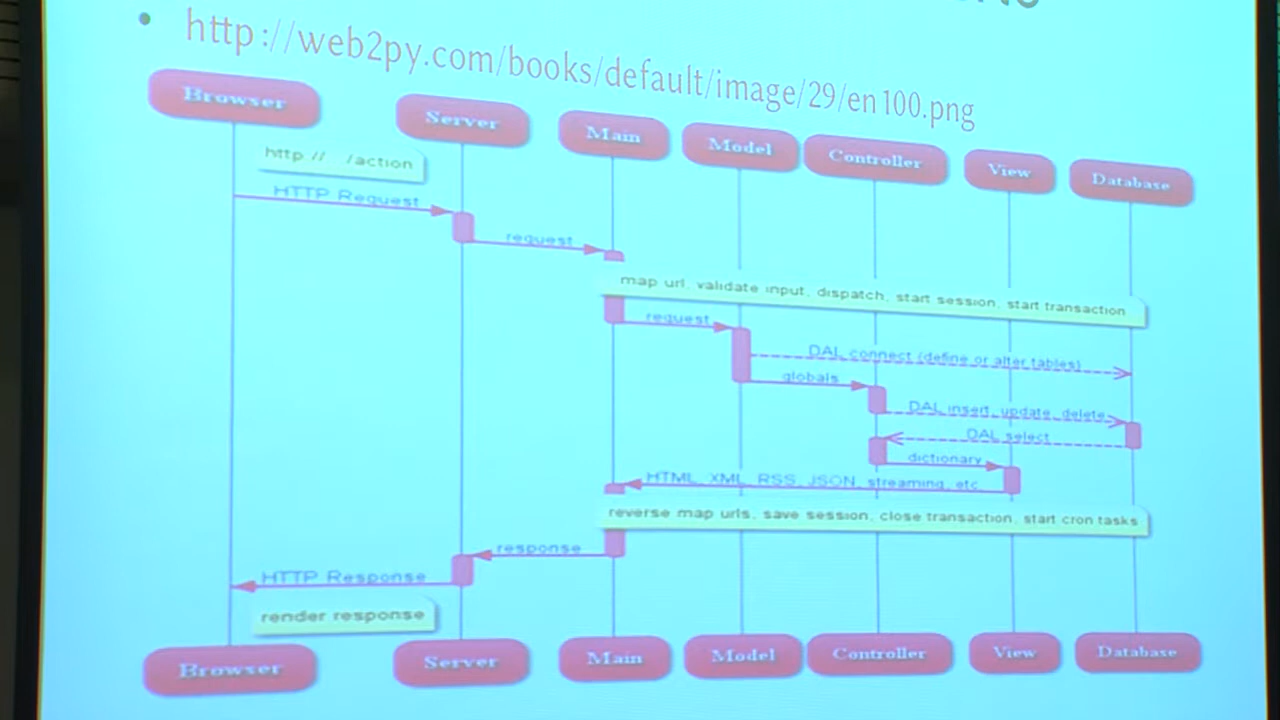 • http://web2py.com/books/default/image/29/en100.png
Browser Server Main Model Controller View Database
http:// /action
HTTP Request
request
map url, validate input, dispatch, start session, start transaction
request
DAL connect (define or alter tables)
globals
DAL insert, update, delete
DAL select
dictionary
HTML, XML, RSS, JSON, streaming, etc
reverse map urls, save session, close transaction, start cron tasks
response
HTTP Response
render response
Browser Server Main Model Controller View Database